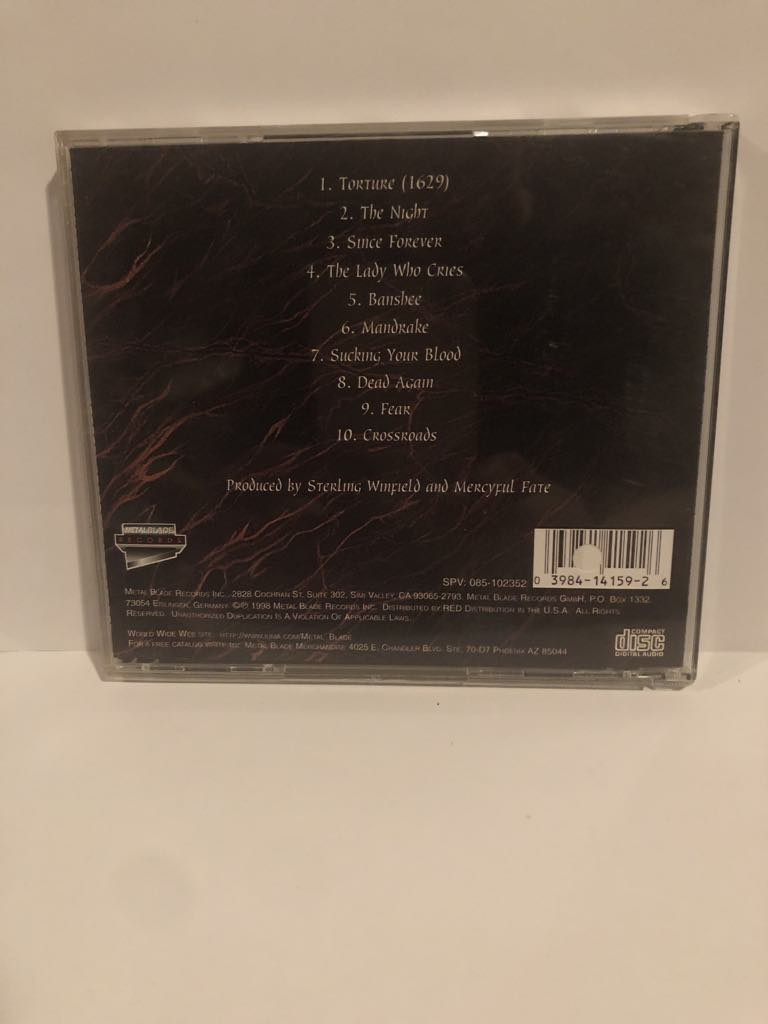 1. Torture (1629)
2. The Night
3. Since Forever
4. The Lady Who Cries
5. Banshee
6. Mandrake
7. Sucking Your Blood
8. Dead Again
9. Fear
10. Crossroads
Produced by Sterling Winfield and Mercyful Fate
METAL BLADE
RECORDS
SPV: 085-102352
0 3984-14159-2 6
Metal Blade Records Inc. 2828 Cochran St. Suite 302, Simi Valley, CA 93065-2793. Metal Blade Records GmbH, P.O. Box 1332,
73054 Eislingen, Germany. ©℗ 1998 Metal Blade Records Inc. Distributed by RED Distribution in the U.S.A. All Rights
Reserved. Unauthorized Duplication Is A Violation Of Applicable Laws.
World Wide Web site: http://www.iuma.com/Metal_Blade
For a free catalog write to: Metal Blade Merchandise 4025 E. Chandler Blvd. Ste. 70-D7 Phoenix AZ 85044
COMPACT
disc
DIGITAL AUDIO